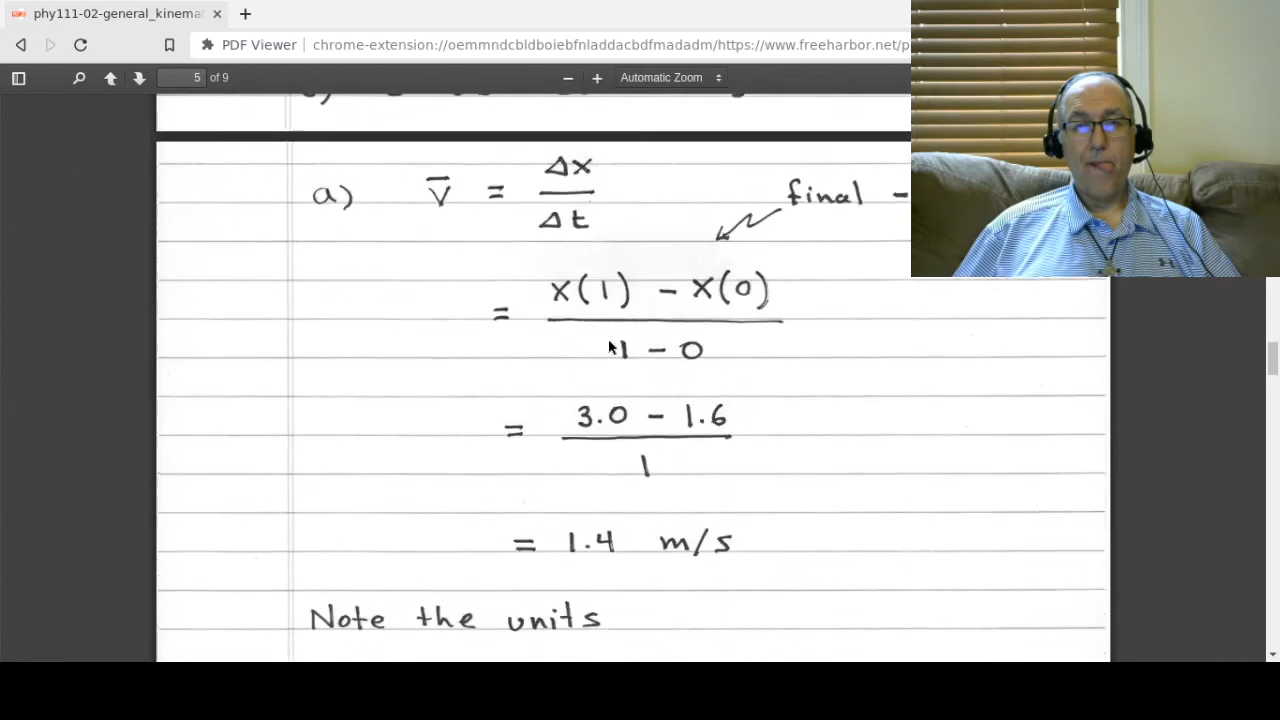 phy111-02-general_kinema
PDF Viewer
chrome-extension://oemmndcbldboiebfnladdacbdfmadadm/https://www.freeharbor.net/p
5 of 9
Automatic Zoom
a) v̄ = Δx / Δt
final -
= x(1) - x(0) / 1 - 0
= 3.0 - 1.6 / 1
= 1.4 m/s
Note the units